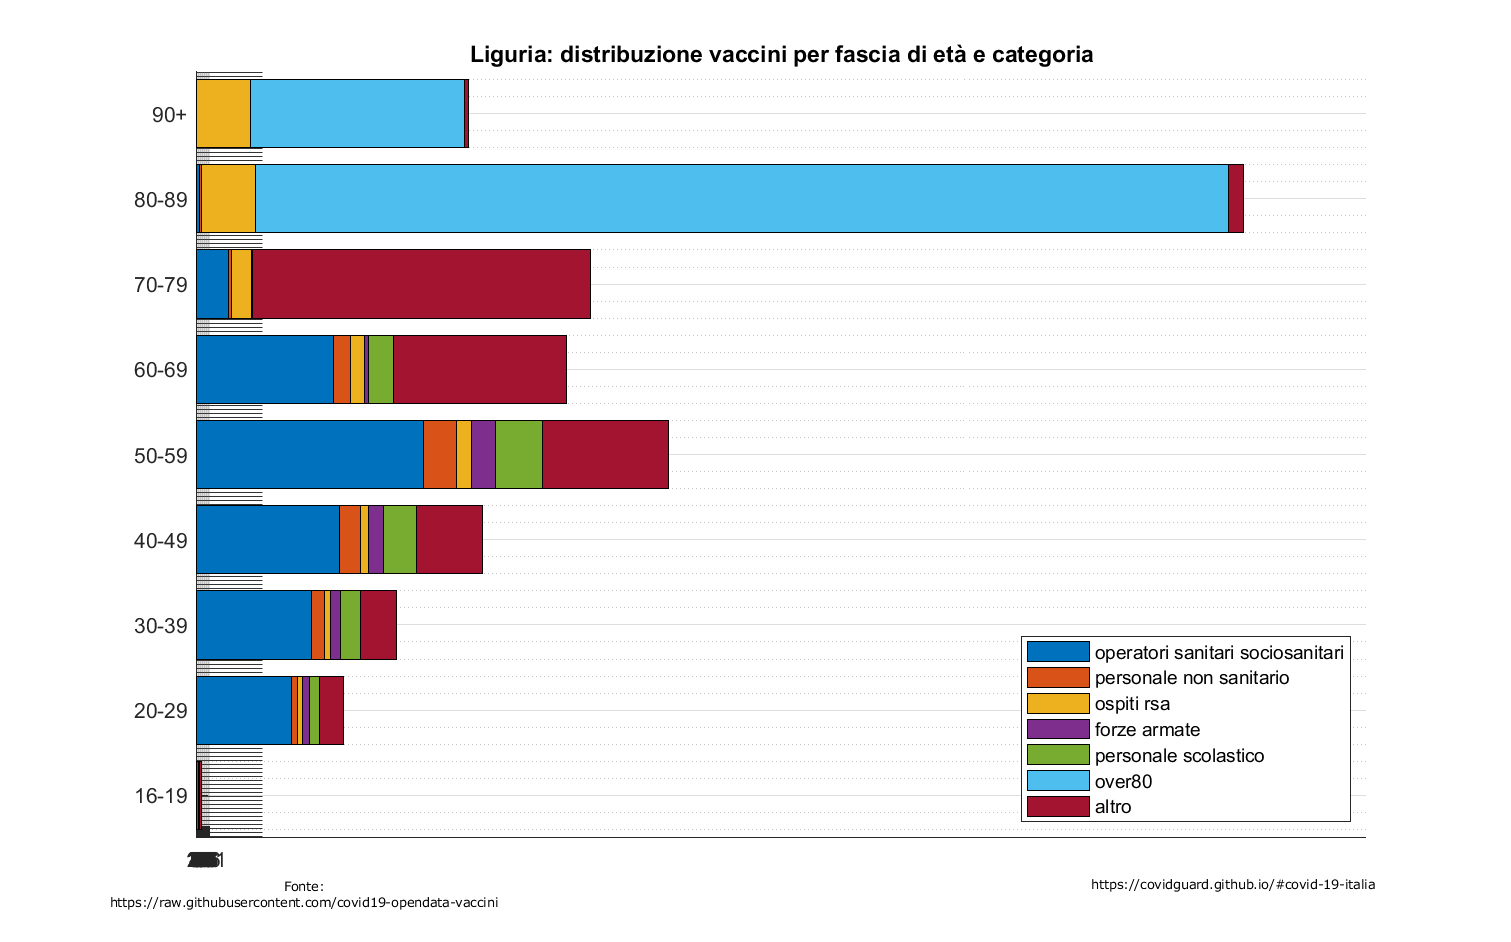 Liguria: distribuzione vaccini per fascia di età e categoria
90+
80-89
70-79
60-69
50-59
40-49
30-39
20-29
16-19
operatori sanitari sociosanitari
personale non sanitario
ospiti rsa
forze armate
personale scolastico
over80
altro
Fonte:
https://raw.githubusercontent.com/covid19-opendata-vaccini
https://covidguard.github.io/#covid-19-italia